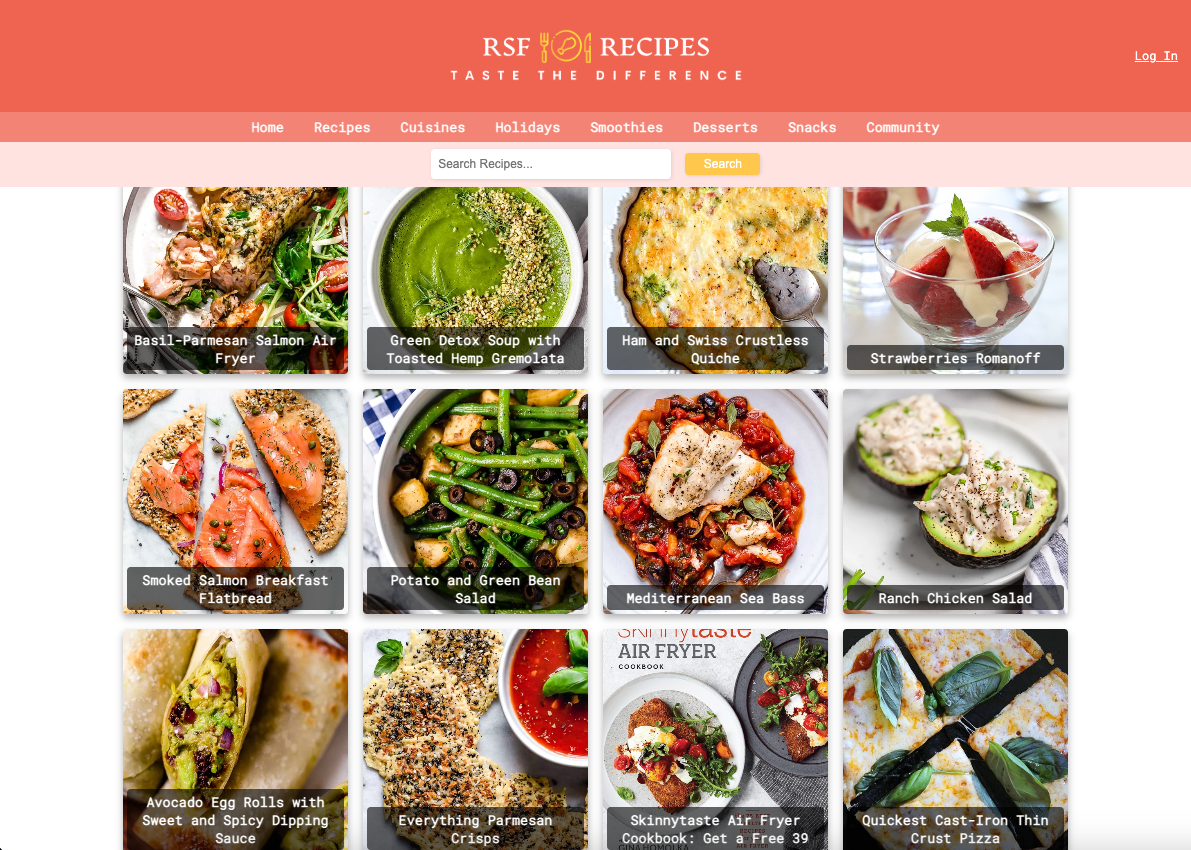 RSF RECIPES
TASTE THE DIFFERENCE
Log In
Home Recipes Cuisines Holidays Smoothies Desserts Snacks Community
Search Recipes... Search
Basil-Parmesan Salmon Air
Fryer
Green Detox Soup with
Toasted Hemp Gremolata
Ham and Swiss Crustless
Quiche
Strawberries Romanoff
Smoked Salmon Breakfast
Flatbread
Potato and Green Bean
Salad
Mediterranean Sea Bass
Ranch Chicken Salad
Avocado Egg Rolls with
Sweet and Spicy Dipping
Sauce
Everything Parmesan
Crisps
skinnytaste
AIR FRYER
COOKBOOK
Skinnytaste Air Fryer
Cookbook: Get a Free 39
Quickest Cast-Iron Thin
Crust Pizza